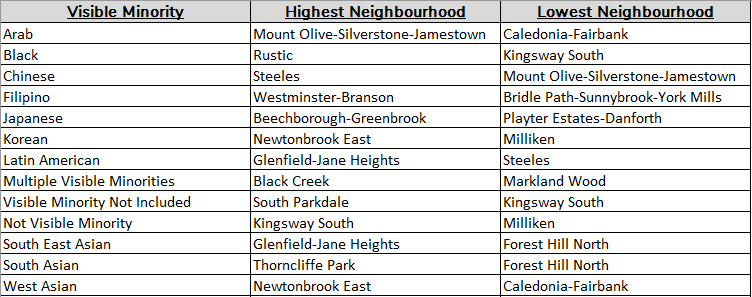 Visible Minority Highest Neighbourhood Lowest Neighbourhood
Arab Mount Olive-Silverstone-Jamestown Caledonia-Fairbank
Black Rustic Kingsway South
Chinese Steeles Mount Olive-Silverstone-Jamestown
Filipino Westminster-Branson Bridle Path-Sunnybrook-York Mills
Japanese Beechborough-Greenbrook Playter Estates-Danforth
Korean Newtonbrook East Milliken
Latin American Glenfield-Jane Heights Steeles
Multiple Visible Minorities Black Creek Markland Wood
Visible Minority Not Included South Parkdale Kingsway South
Not Visible Minority Kingsway South Milliken
South East Asian Glenfield-Jane Heights Forest Hill North
South Asian Thorncliffe Park Forest Hill North
West Asian Newtonbrook East Caledonia-Fairbank